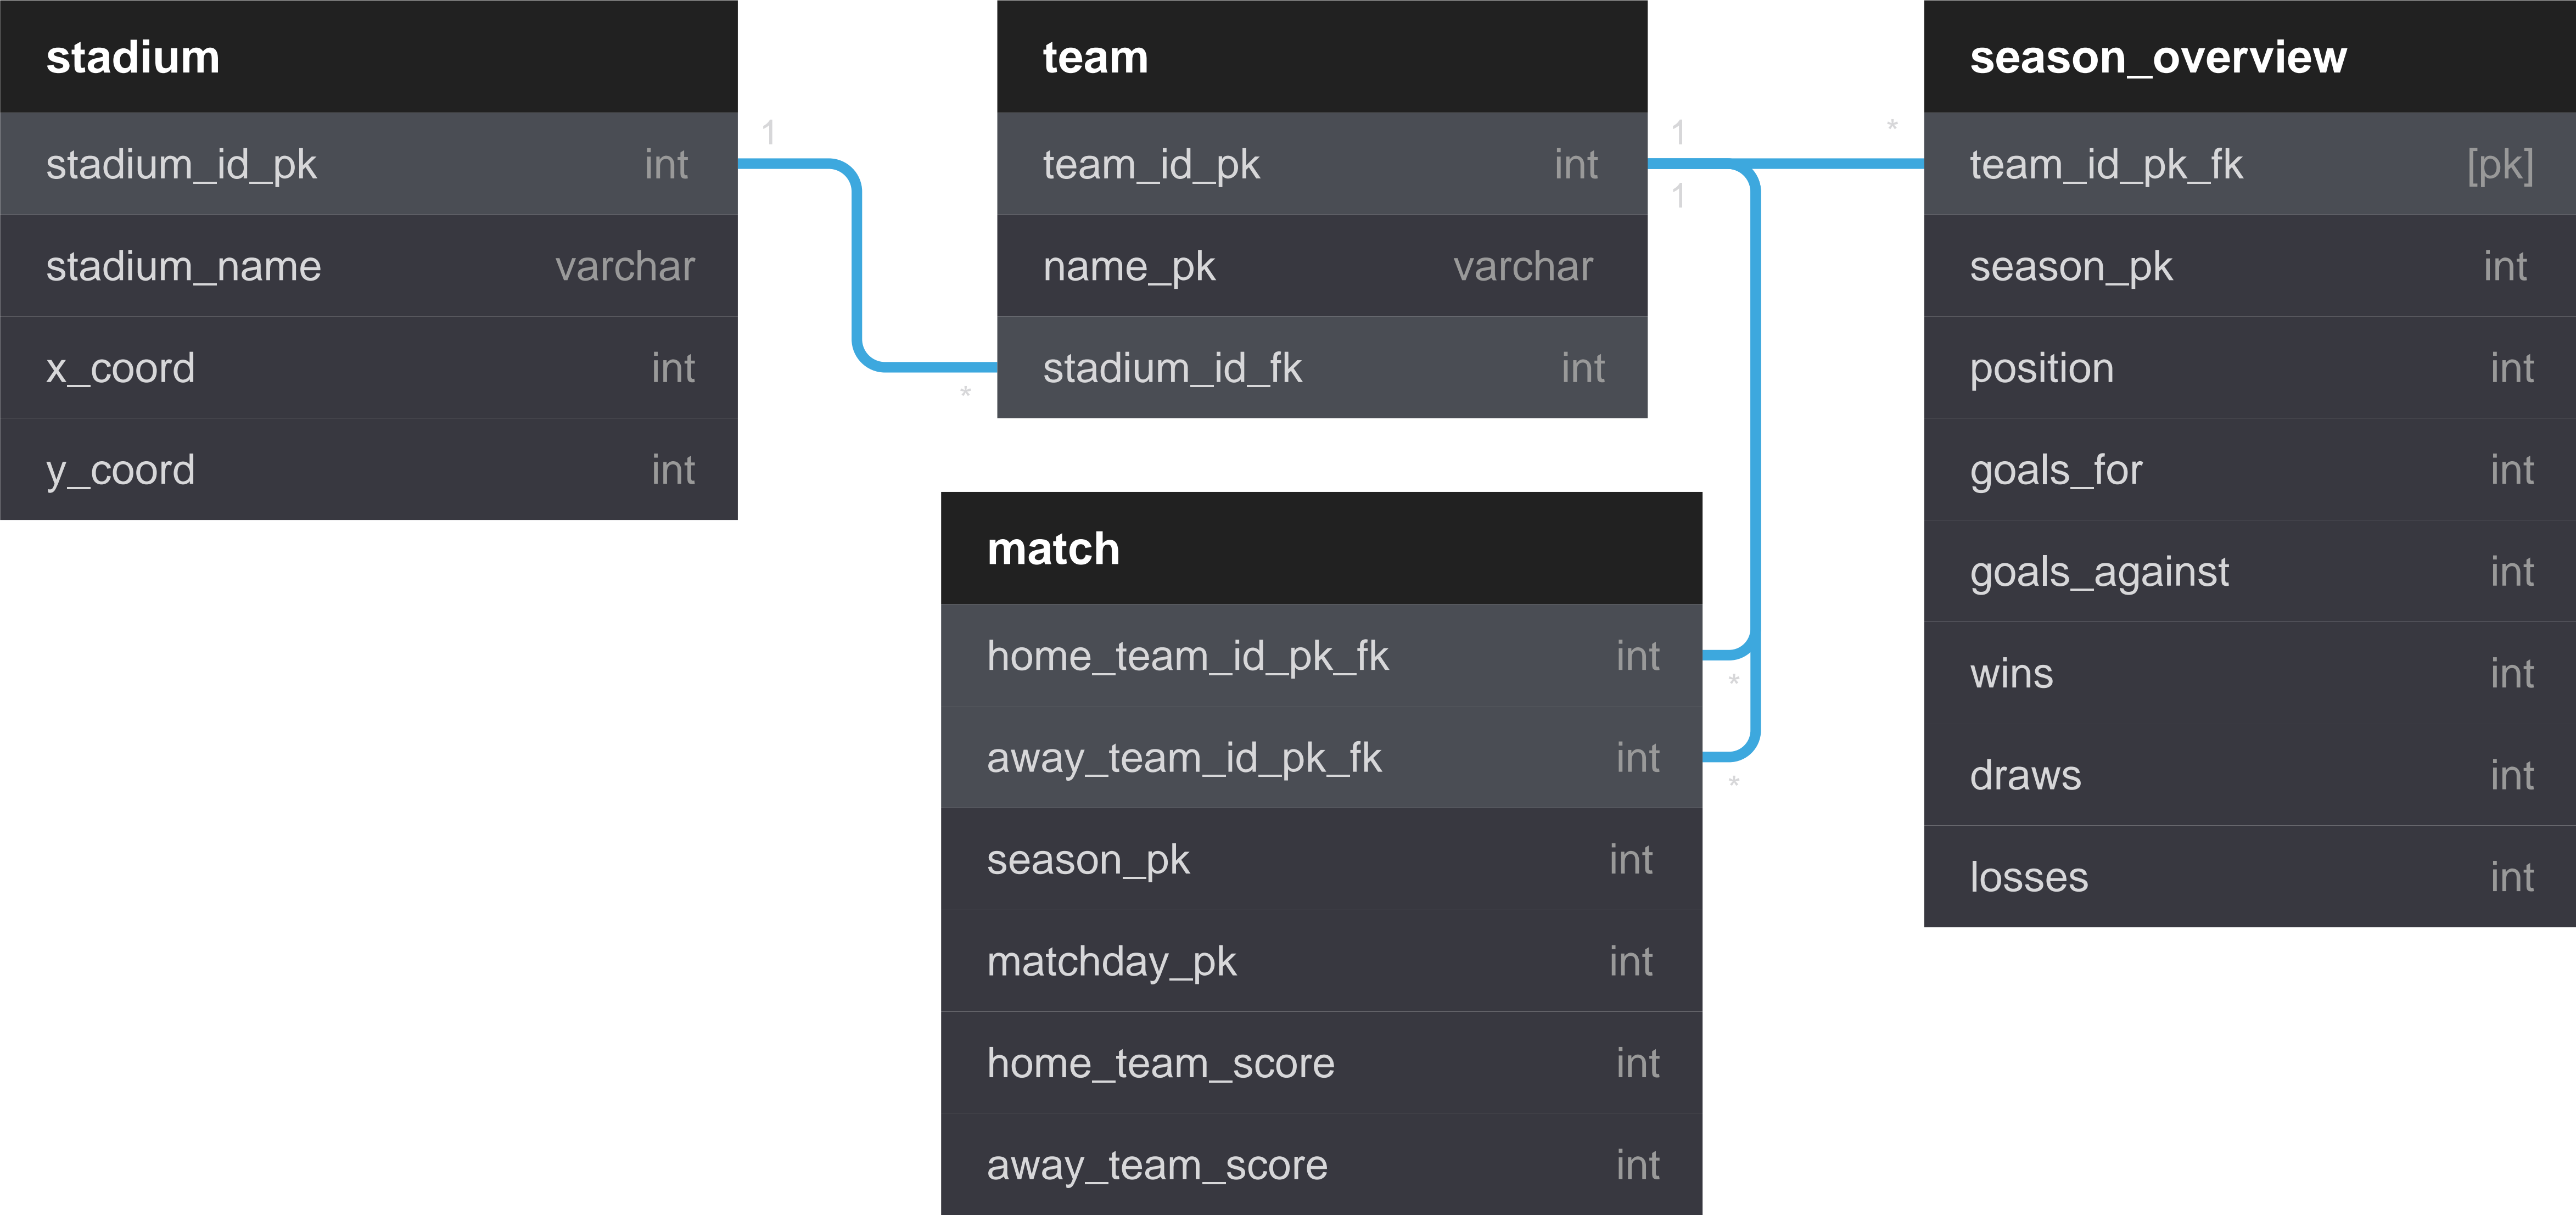 stadium
1
stadium_id_pk int
stadium_name varchar
x_coord int
y_coord int
team
1
team_id_pk int
1
name_pk varchar
stadium_id_fk int
*
match
home_team_id_pk_fk int
*
away_team_id_pk_fk int
*
season_pk int
matchday_pk int
home_team_score int
away_team_score int
season_overview
*
team_id_pk_fk [pk]
season_pk int
position int
goals_for int
goals_against int
wins int
draws int
losses int